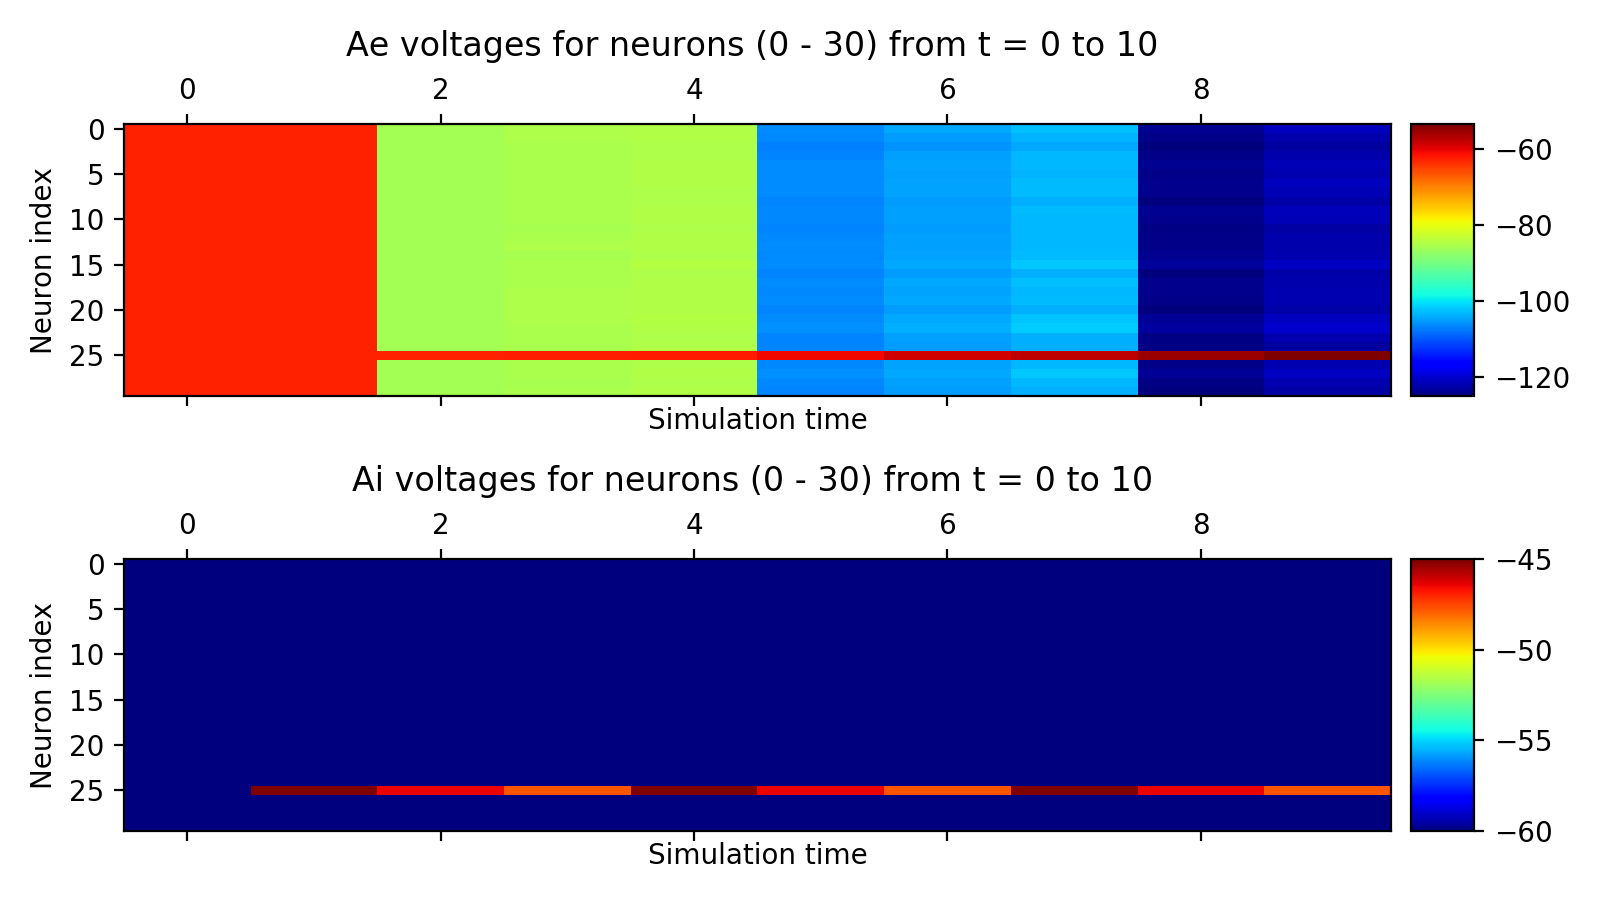 Ae voltages for neurons (0 - 30) from t = 0 to 10
0 2 4 6 8
Neuron index
0
5
10
15
20
25
Simulation time
−60
−80
−100
−120
Ai voltages for neurons (0 - 30) from t = 0 to 10
0 2 4 6 8
Neuron index
0
5
10
15
20
25
Simulation time
−45
−50
−55
−60